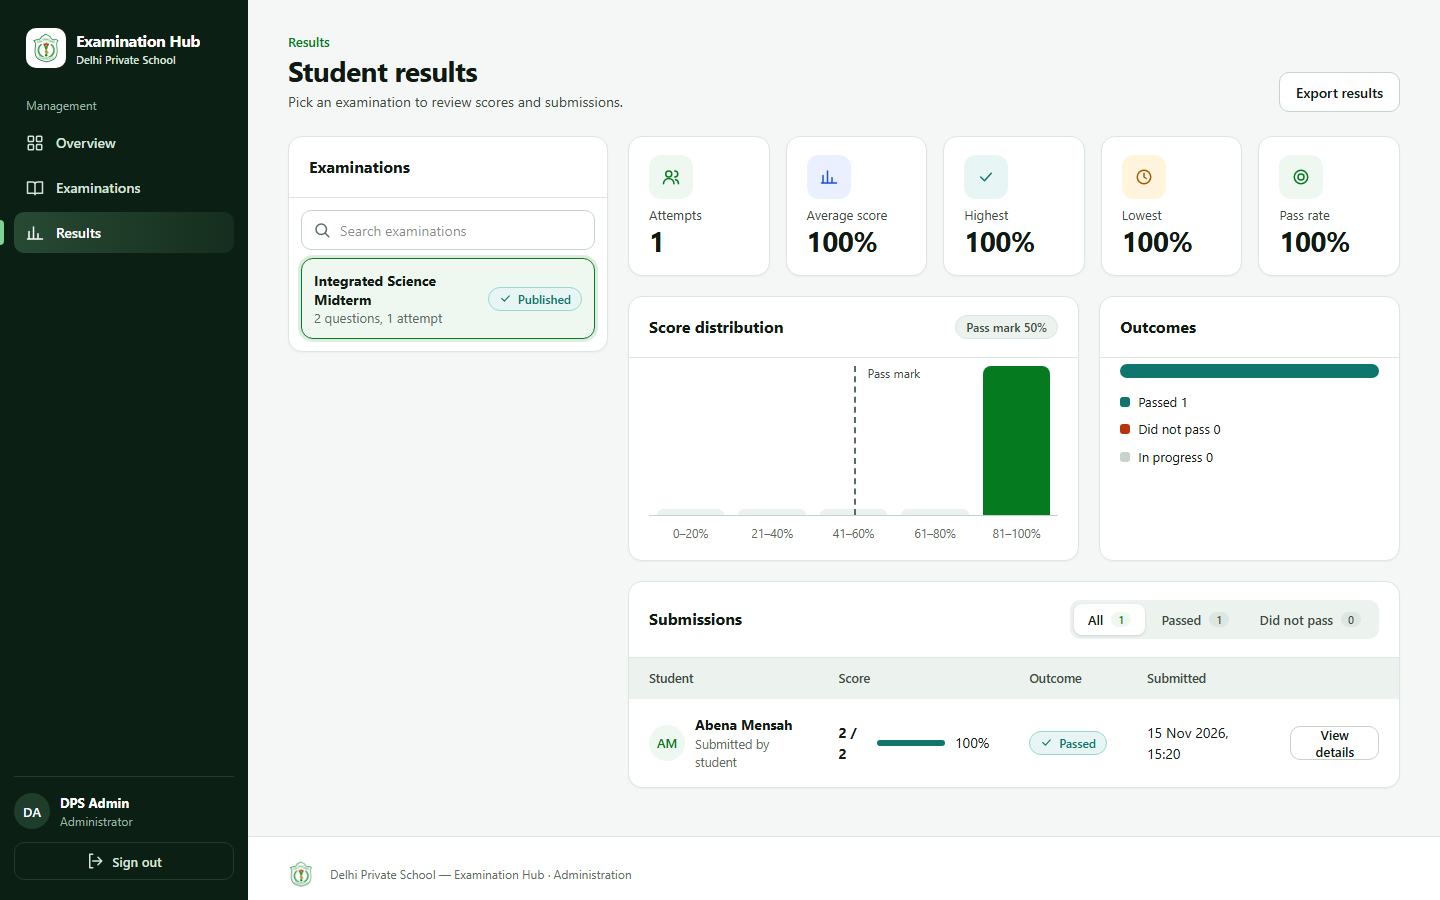 Examination Hub
Delhi Private School
Management
Overview
Examinations
Results
DA
DPS Admin
Administrator
Sign out
Results
Student results
Pick an examination to review scores and submissions.
Export results
Examinations
Search examinations
Integrated Science
Midterm
2 questions, 1 attempt
Published
Attempts
1
Average score
100%
Highest
100%
Lowest
100%
Pass rate
100%
Score distribution
Pass mark 50%
Pass mark
0–20%
21–40%
41–60%
61–80%
81–100%
Outcomes
Passed 1
Did not pass 0
In progress 0
Submissions
All 1
Passed 1
Did not pass 0
Student
Score
Outcome
Submitted
AM
Abena Mensah
Submitted by
student
2 /
2
100%
Passed
15 Nov 2026,
15:20
View
details
Delhi Private School — Examination Hub · Administration